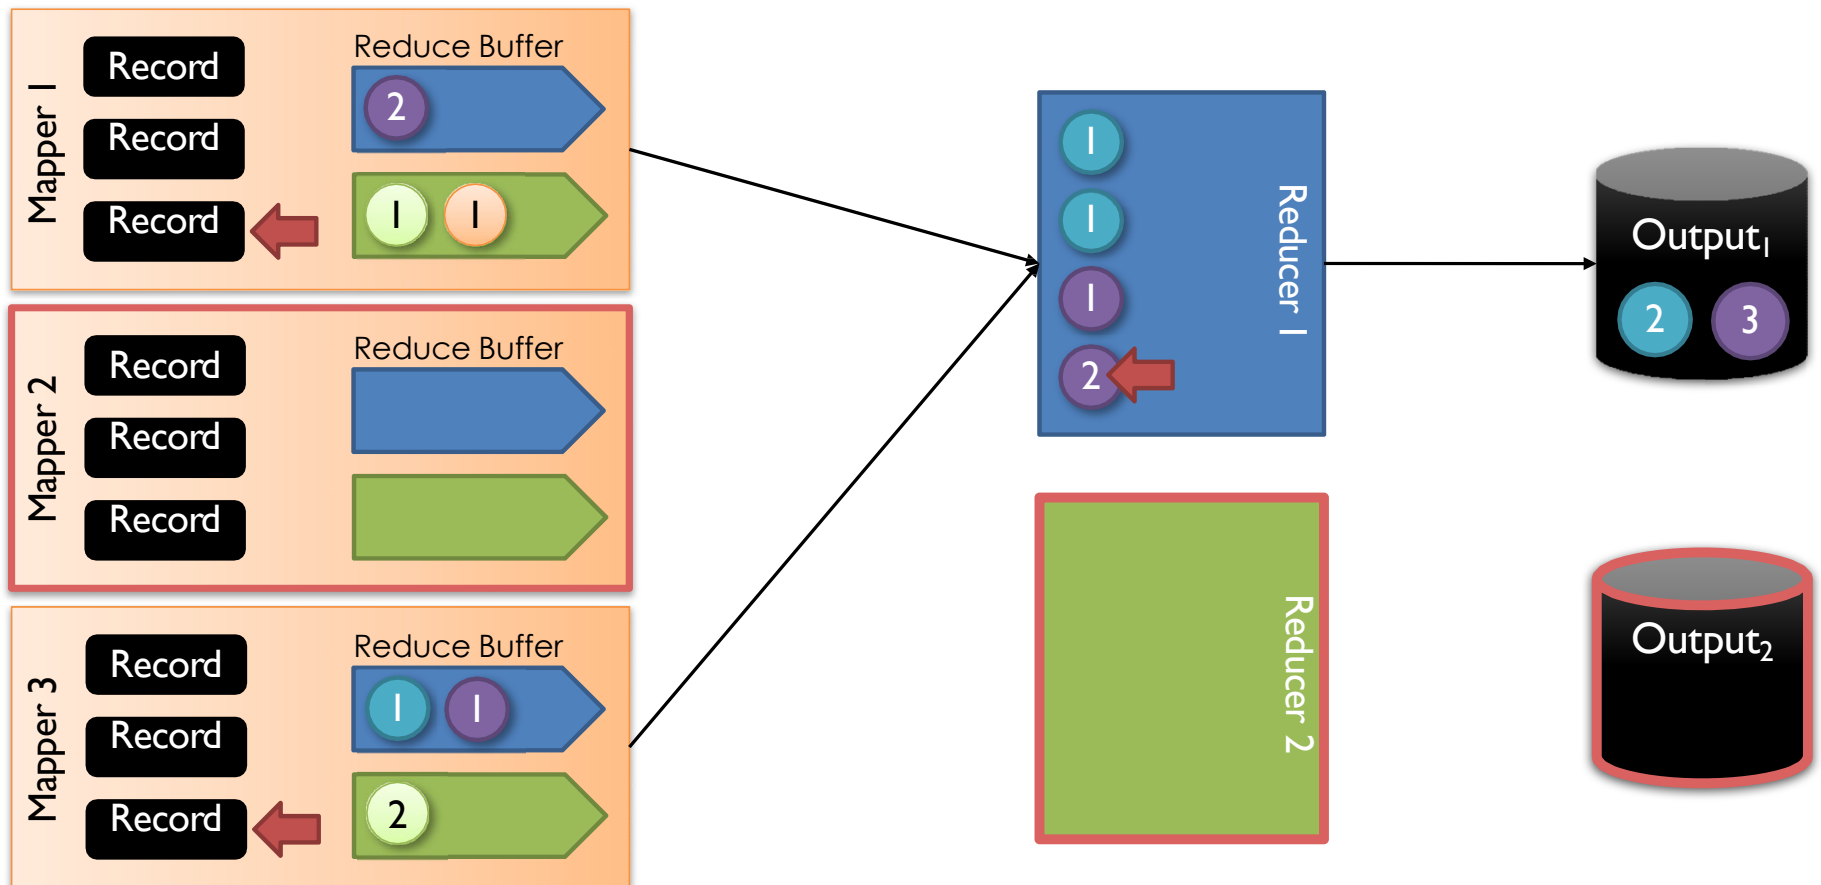 Mapper 1
Record
Record
Record
Reduce Buffer
2
1 1
Mapper 2
Record
Record
Record
Reduce Buffer
Mapper 3
Record
Record
Record
Reduce Buffer
1 1
2
Reducer 1
1
1
1
2
Reducer 2
Output1
2 3
Output2